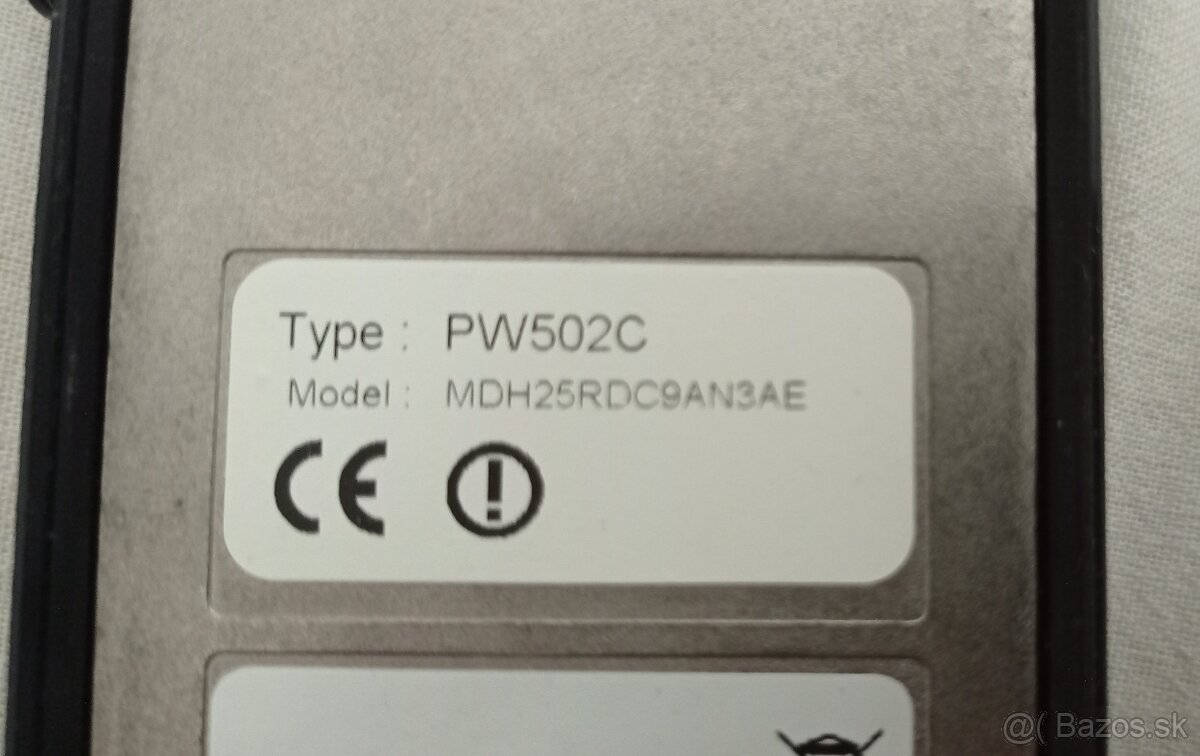 Type : PW502C
Model : MDH25RDC9AN3AE
CE
@( Bazos.sk